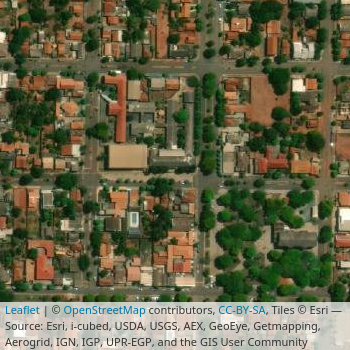 Leaflet | © OpenStreetMap contributors, CC-BY-SA, Tiles © Esri —
Source: Esri, i-cubed, USDA, USGS, AEX, GeoEye, Getmapping,
Aerogrid, IGN, IGP, UPR-EGP, and the GIS User Community